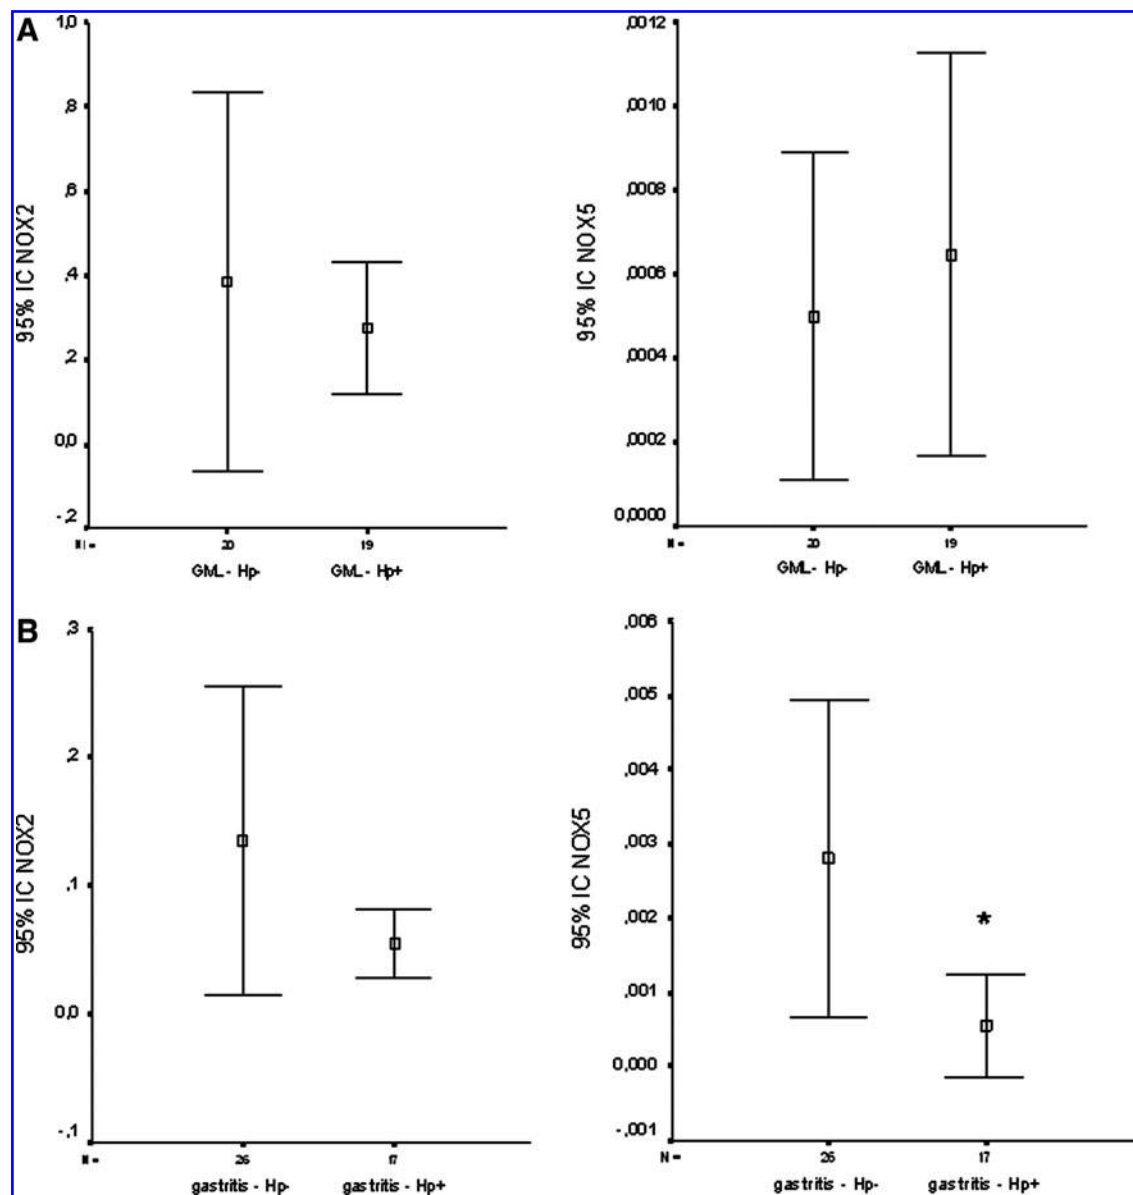 A
1,0
,8
,6
,4
,2
0,0
-,2
95% IC NOX2
N =
20
19
GML - Hp-
GML - Hp+
,0012
,0010
,0008
,0006
,0004
,0002
0,0000
95% IC NOX5
N =
20
19
GML - Hp-
GML - Hp+
B
,3
,2
,1
0,0
-,1
95% IC NOX2
N =
26
17
gastritis - Hp-
gastritis - Hp+
,006
,005
,004
,003
,002
,001
0,000
-,001
95% IC NOX5
*
N =
26
17
gastritis - Hp-
gastritis - Hp+